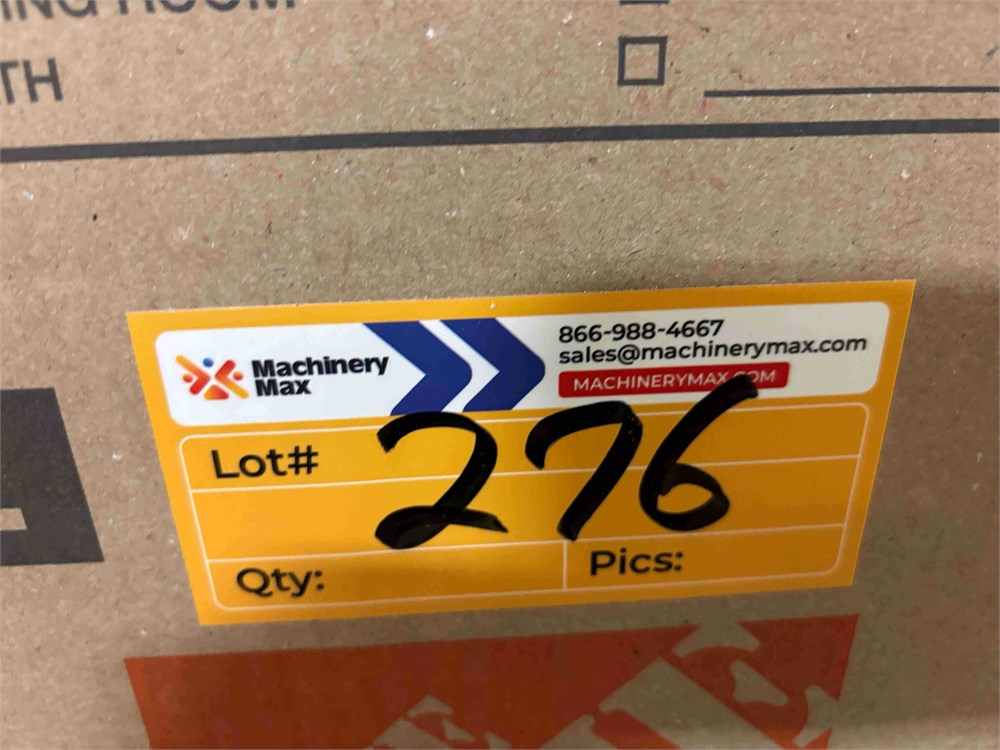 TH
Machinery
Max
866-988-4667
sales@machinerymax.com
MACHINERYMAX.COM
Lot# 276
Qty:
Pics: